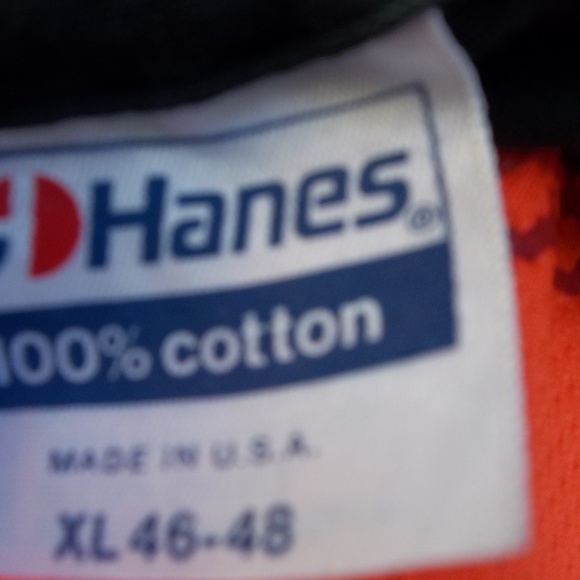 Hanes®
100% cotton
MADE IN U.S.A.
XL 46-48